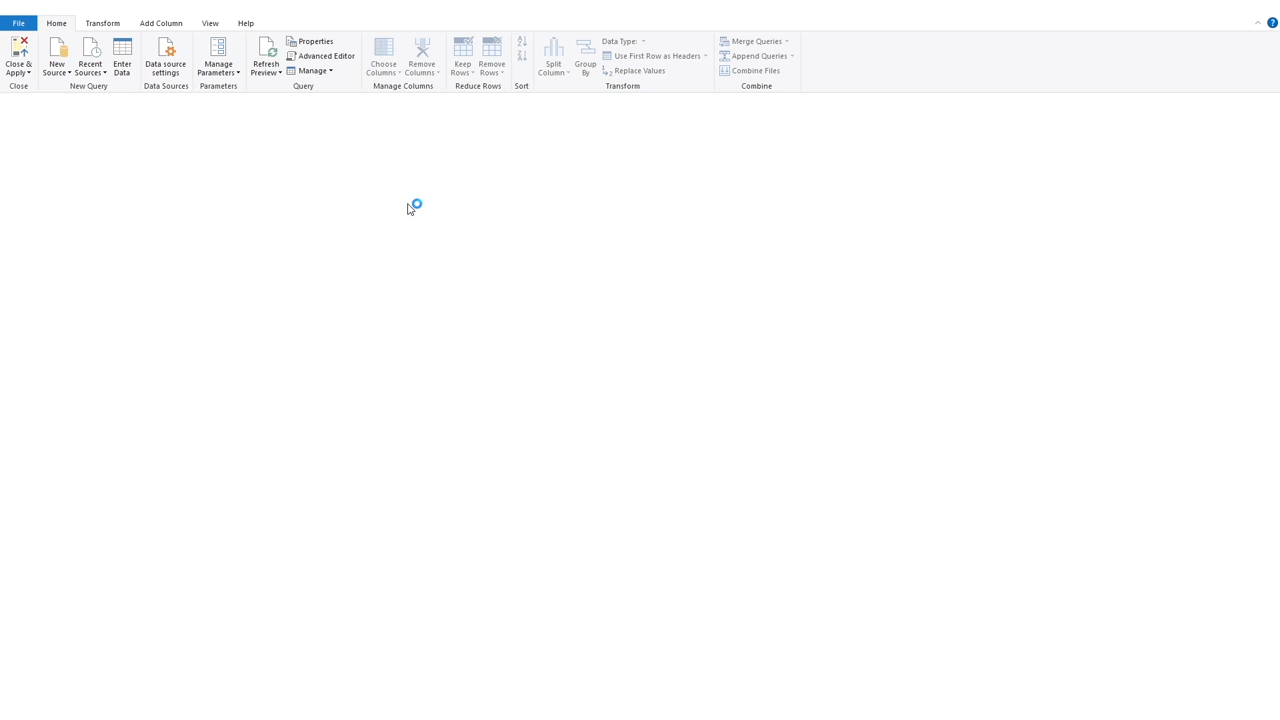 File Home Transform Add Column View Help
Close & Apply
New Source
Recent Sources
Enter Data
Data source settings
Manage Parameters
Refresh Preview
Properties
Advanced Editor
Manage
Choose Columns
Remove Columns
Keep Rows
Remove Rows
A
Z
Z
A
Split Column
Group By
Data Type:
Use First Row as Headers
1
2
Replace Values
Merge Queries
Append Queries
Combine Files
Close
New Query
Data Sources
Parameters
Query
Manage Columns
Reduce Rows
Sort
Transform
Combine
?